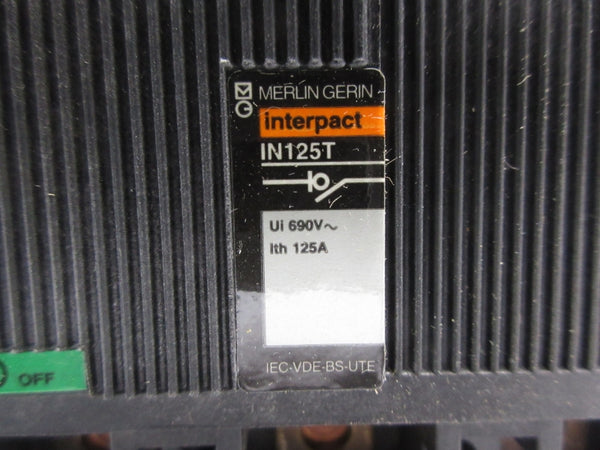 MERLIN GERIN
interpact
IN125T
Ui 690V~
Ith 125A
IEC-VDE-BS-UTE
OFF